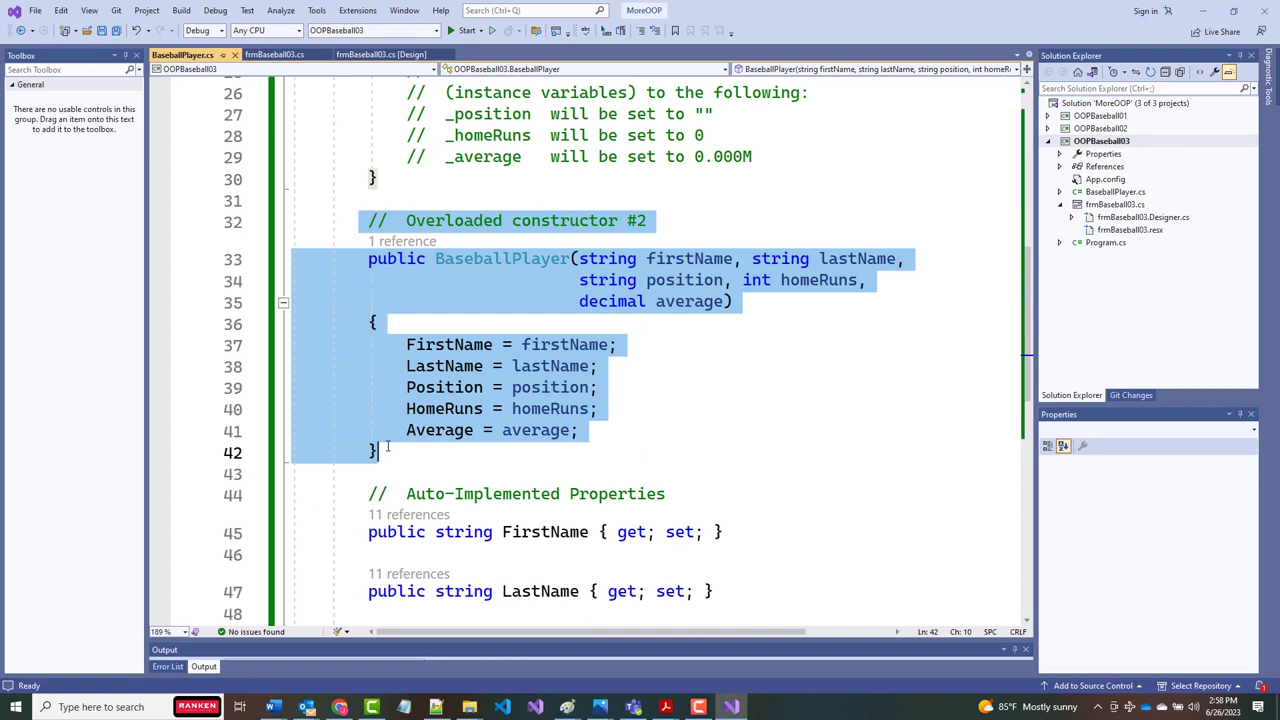 File Edit View Git Project Build Debug Test Analyze Tools Extensions Window Help Search (Ctrl+Q) MoreOOP Sign in
Debug Any CPU OOPBaseball03 Start Live Share
Toolbox
Search Toolbox
General
There are no usable controls in this
group. Drag an item onto this text
to add it to the toolbox.
BaseballPlayer.cs frmBaseball03.cs frmBaseball03.cs [Design]
OOPBaseball03 OOPBaseball03.BaseballPlayer BaseballPlayer(string firstName, string lastName, string position, int homeR
26 // (instance variables) to the following:
27 // _position will be set to ""
28 // _homeRuns will be set to 0
29 // _average will be set to 0.000M
30 }
31
32 // Overloaded constructor #2
1 reference
33 public BaseballPlayer(string firstName, string lastName,
34 string position, int homeRuns,
35 decimal average)
36 {
37 FirstName = firstName;
38 LastName = lastName;
39 Position = position;
40 HomeRuns = homeRuns;
41 Average = average;
42 }
43
44 // Auto-Implemented Properties
11 references
45 public string FirstName { get; set; }
46
11 references
47 public string LastName { get; set; }
48
189 % No issues found Ln: 42 Ch: 10 SPC CRLF
Output
Error List Output
Solution Explorer
Search Solution Explorer (Ctrl+;)
Solution 'MoreOOP' (3 of 3 projects)
OOPBaseball01
OOPBaseball02
OOPBaseball03
Properties
References
App.config
BaseballPlayer.cs
frmBaseball03.cs
frmBaseball03.Designer.cs
frmBaseball03.resx
Program.cs
Solution Explorer Git Changes
Properties
Diagnostic Tools
Ready Add to Source Control Select Repository 1
Type here to search RANKEN 85°F Mostly sunny 2:58 PM
6/26/2023